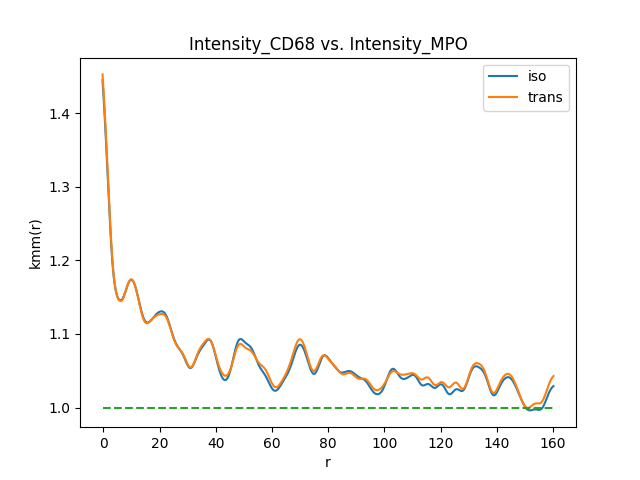 Intensity_CD68 vs. Intensity_MPO
iso
trans
kmm(r)
1.4
1.3
1.2
1.1
1.0
0 20 40 60 80 100 120 140 160
r